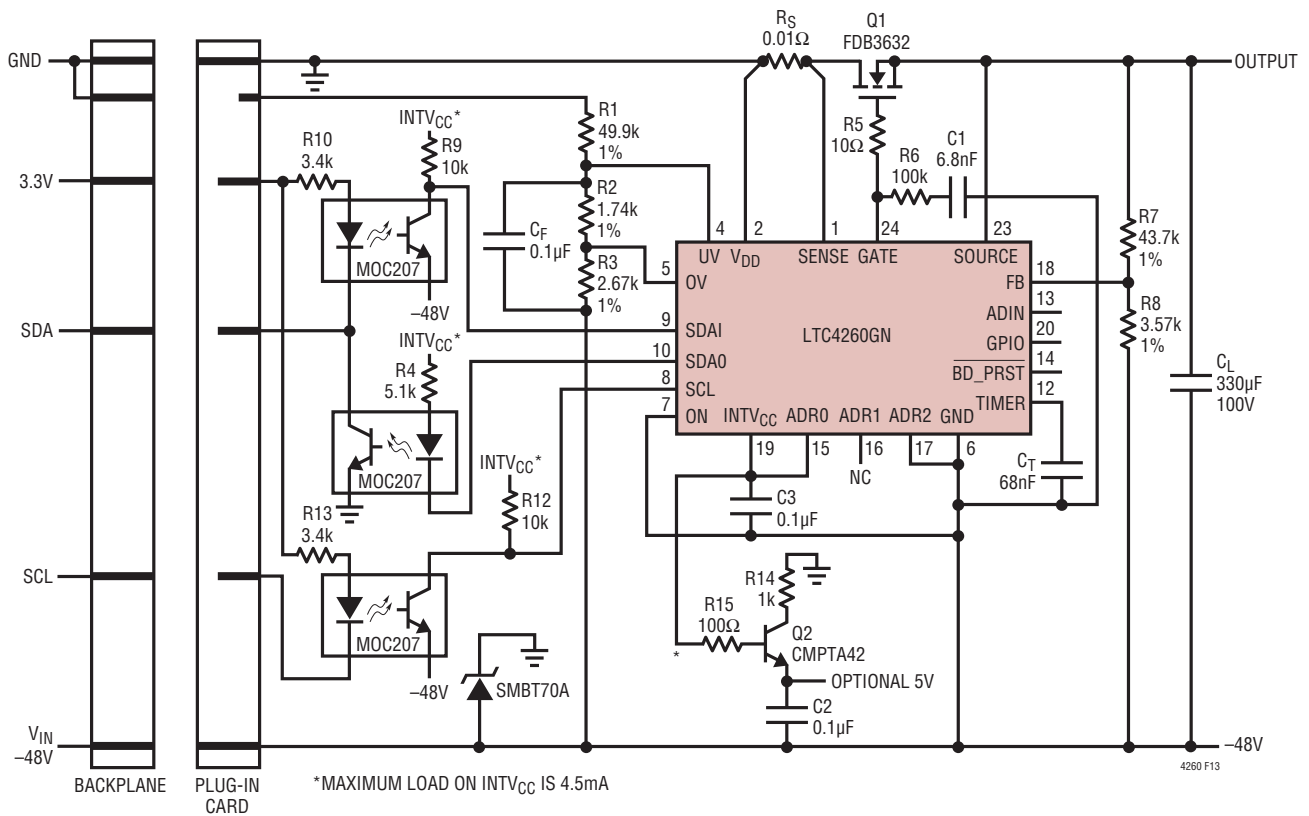 GND
3.3V
SDA
SCL
VIN
–48V
BACKPLANE
PLUG-IN
CARD
R10
3.4k
INTVCC*
R9
10k
MOC207
–48V
INTVCC*
R4
5.1k
MOC207
R13
3.4k
INTVCC*
R12
10k
MOC207
–48V
SMBT70A
CF
0.1µF
R1
49.9k
1%
R2
1.74k
1%
R3
2.67k
1%
RS
0.01Ω
Q1
FDB3632
R5
10Ω
R6
100k
C1
6.8nF
OUTPUT
4
2
1
24
23
UV
VDD
SENSE
GATE
SOURCE
5
OV
9
SDAI
10
SDA0
8
SCL
7
ON
LTC4260GN
18
FB
13
ADIN
20
GPIO
14
BD_PRST
12
TIMER
INTVCC
ADR0
ADR1
ADR2
GND
19
15
16
17
6
NC
R7
43.7k
1%
R8
3.57k
1%
CL
330µF
100V
CT
68nF
C3
0.1µF
R14
1k
R15
100Ω
*
Q2
CMPTA42
OPTIONAL 5V
C2
0.1µF
–48V
4260 F13
*MAXIMUM LOAD ON INTVCC IS 4.5mA